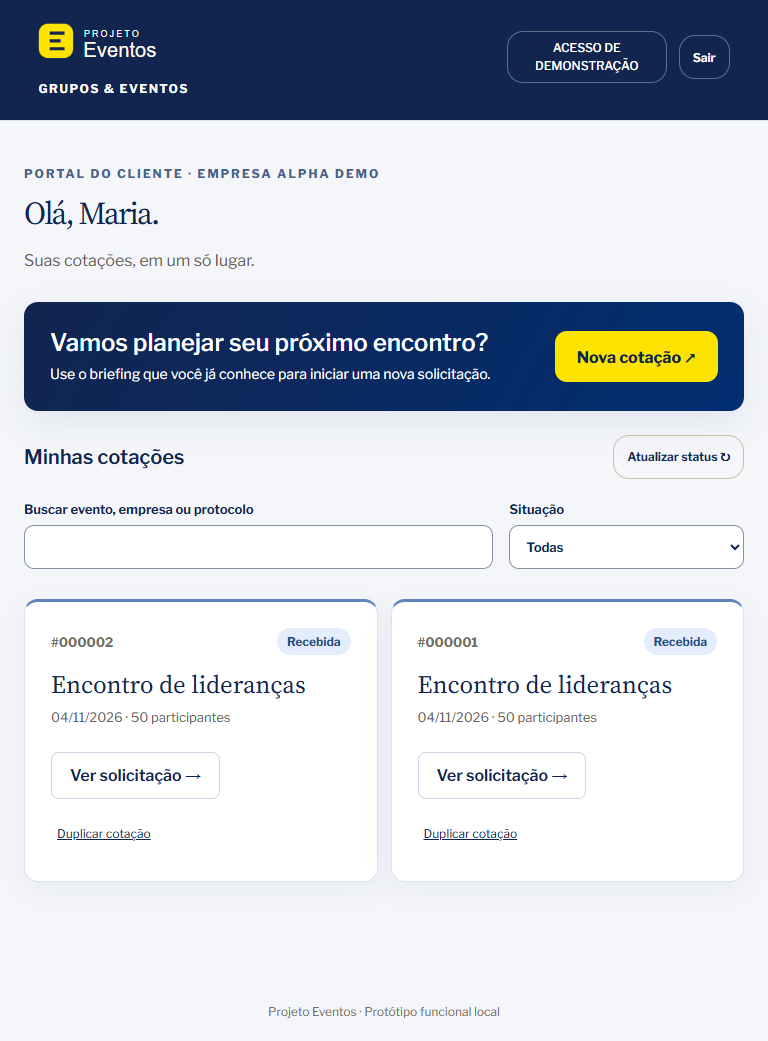 PROJETO
Eventos
GRUPOS & EVENTOS
ACESSO DE
DEMONSTRAÇÃO
Sair
PORTAL DO CLIENTE · EMPRESA ALPHA DEMO
Olá, Maria.
Suas cotações, em um só lugar.
Vamos planejar seu próximo encontro?
Use o briefing que você já conhece para iniciar uma nova solicitação.
Nova cotação ↗
Minhas cotações
Atualizar status ↻
Buscar evento, empresa ou protocolo
Situação
Todas
#000002
Recebida
Encontro de lideranças
04/11/2026 · 50 participantes
Ver solicitação →
Duplicar cotação
#000001
Recebida
Encontro de lideranças
04/11/2026 · 50 participantes
Ver solicitação →
Duplicar cotação
Projeto Eventos · Protótipo funcional local